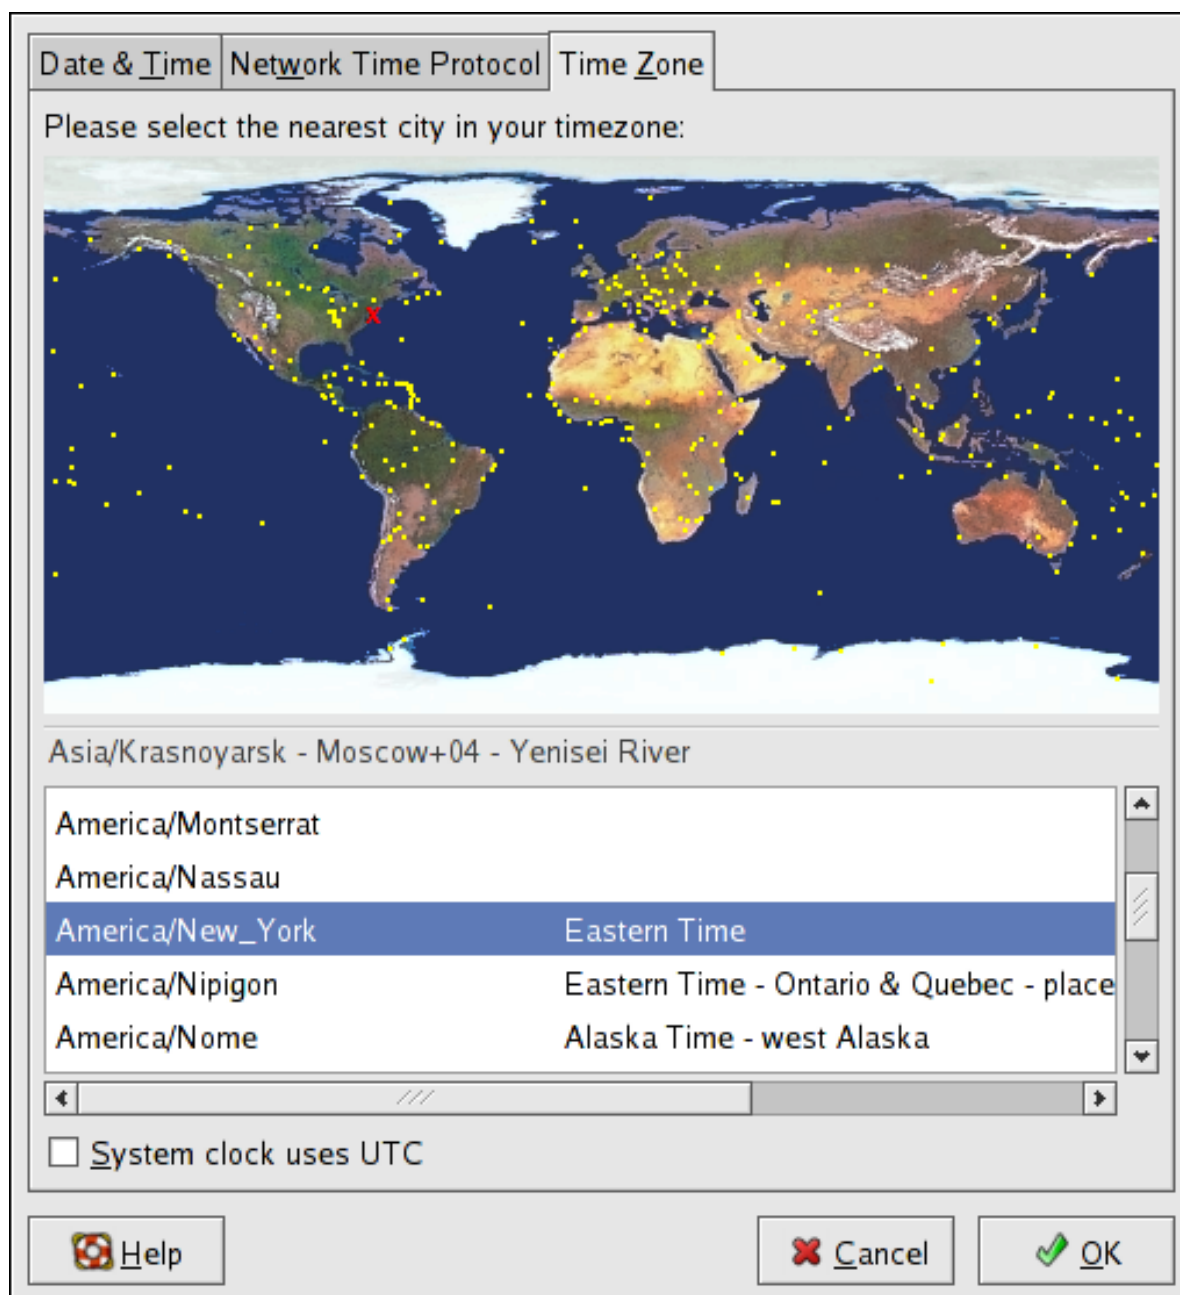 Date & Time Network Time Protocol Time Zone
Please select the nearest city in your timezone:
x
Asia/Krasnoyarsk - Moscow+04 - Yenisei River
America/Montserrat
America/Nassau
America/New_York Eastern Time
America/Nipigon Eastern Time - Ontario & Quebec - place
America/Nome Alaska Time - west Alaska
System clock uses UTC
Help Cancel OK